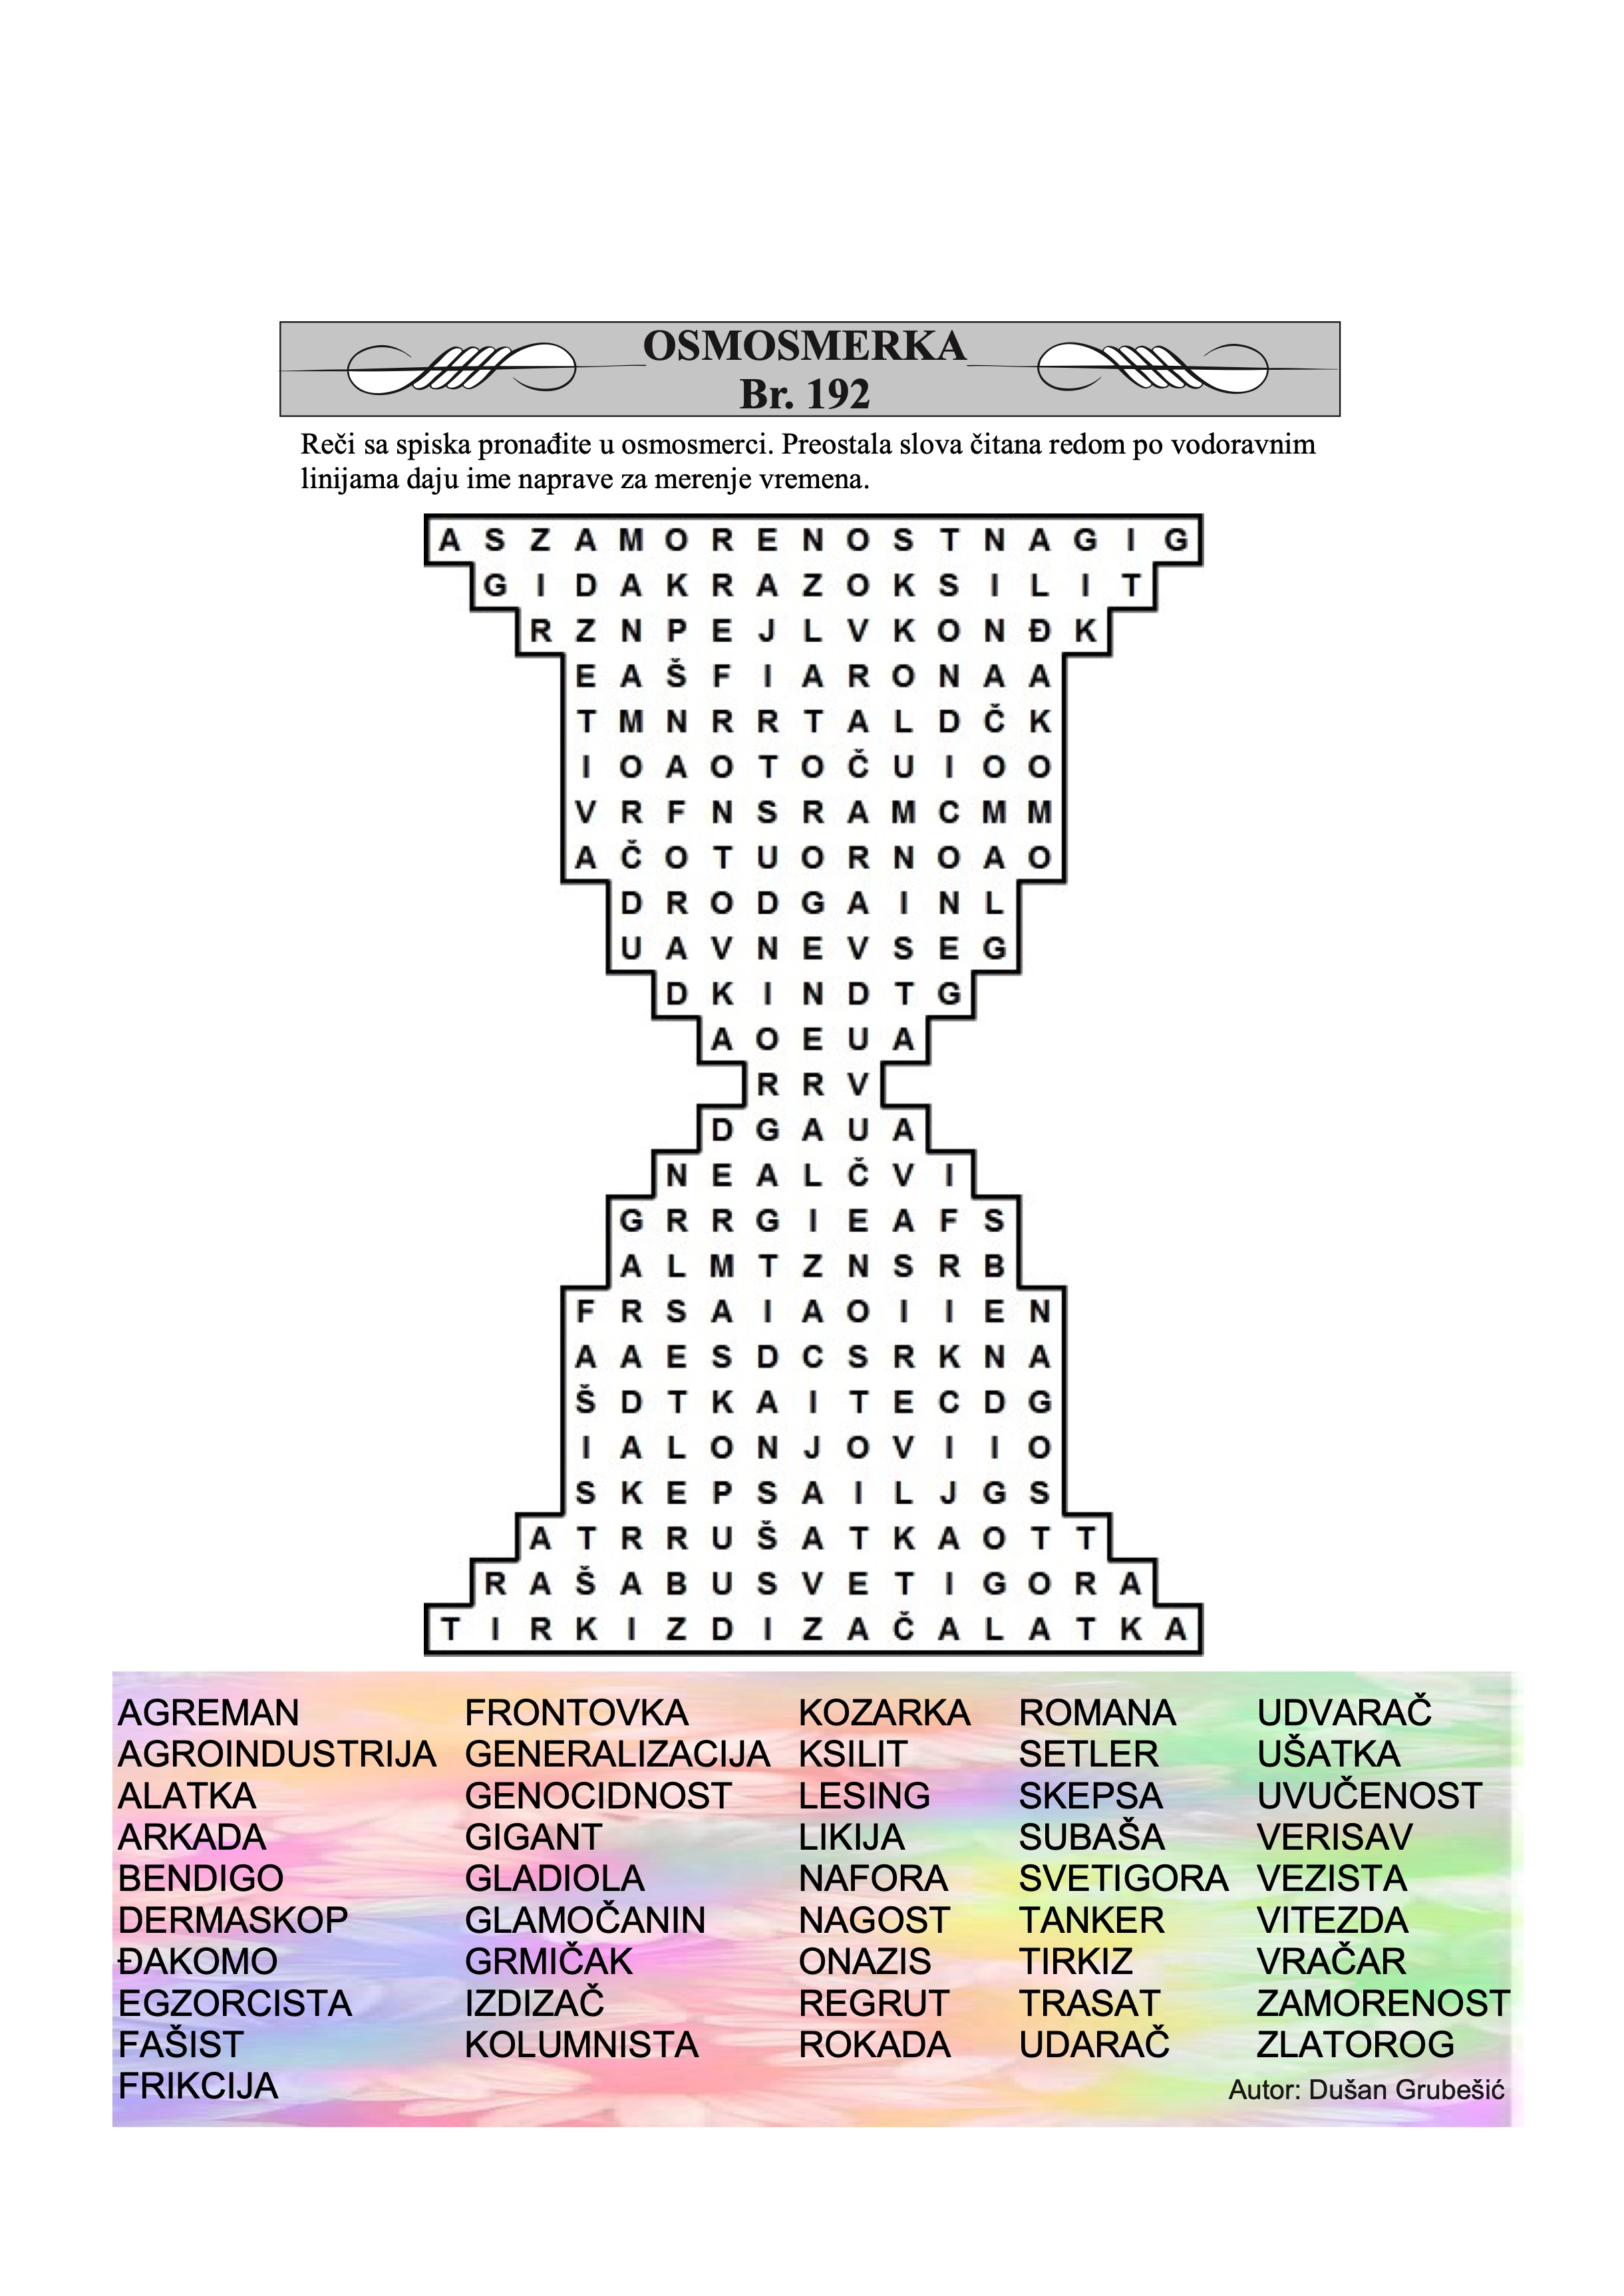 OSMOSMERKA
Br. 192
Reči sa spiska pronađite u osmosmerci. Preostala slova čitana redom po vodoravnim
linijama daju ime naprave za merenje vremena.
A S Z A M O R E N O S T N A G I G
G I D A K R A Z O K S I L I T
R Z N P E J L V K O N Đ K
E A Š F I A R O N A A
T M N R R T A L D Č K
I O A O T O Č U I O O
V R F N S R A M C M M
A Č O T U O R N O A O
D R O D G A I N L
U A V N E V S E G
D K I N D T G
A O E U A
R R V
D G A U A
N E A L Č V I
G R R G I E A F S
A L M T Z N S R B
F R S A I A O I I E N
A A E S D C S R K N A
Š D T K A I T E C D G
I A L O N J O V I I O
S K E P S A I L J G S
A T R R U Š A T K A O T T
R A Š A B U S V E T I G O R A
T I R K I Z D I Z A Č A L A T K A
AGREMAN FRONTOVKA KOZARKA ROMANA UDVARAČ
AGROINDUSTRIJA GENERALIZACIJA KSILIT SETLER UŠATKA
ALATKA GENOCIDNOST LESING SKEPSA UVUČENOST
ARKADA GIGANT LIKIJA SUBAŠA VERISAV
BENDIGO GLADIOLA NAFORA SVETIGORA VEZISTA
DERMASKOP GLAMOČANIN NAGOST TANKER VITEZDA
ĐAKOMO GRMIČAK ONAZIS TIRKIZ VRAČAR
EGZORCISTA IZDIZAČ REGRUT TRASAT ZAMORENOST
FAŠIST KOLUMNISTA ROKADA UDARAČ ZLATOROG
FRIKCIJA Autor: Dušan Grubešić